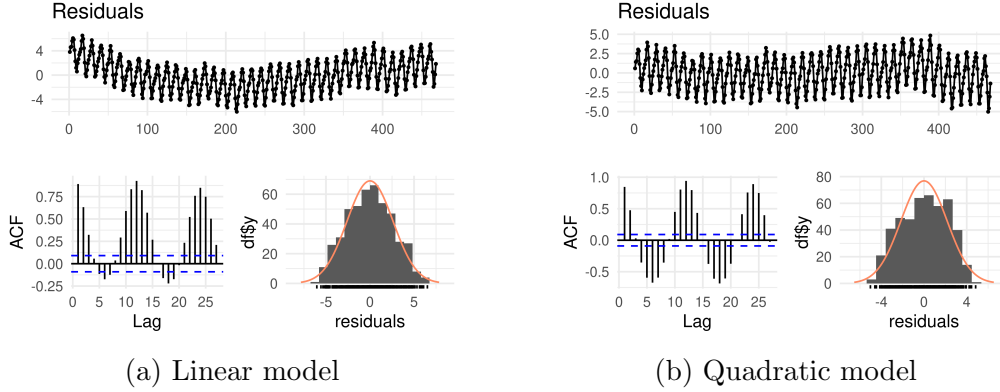 Residuals
4
0
-4
0 100 200 300 400
ACF
0.75
0.50
0.25
0.00
-0.25
0 5 10 15 20 25
Lag
df$y
60
40
20
0
-5 0 5
residuals
(a) Linear model
Residuals
5.0
2.5
0.0
-2.5
-5.0
0 100 200 300 400
ACF
1.0
0.5
0.0
-0.5
0 5 10 15 20 25
Lag
df$y
80
60
40
20
0
-4 0 4
residuals
(b) Quadratic model